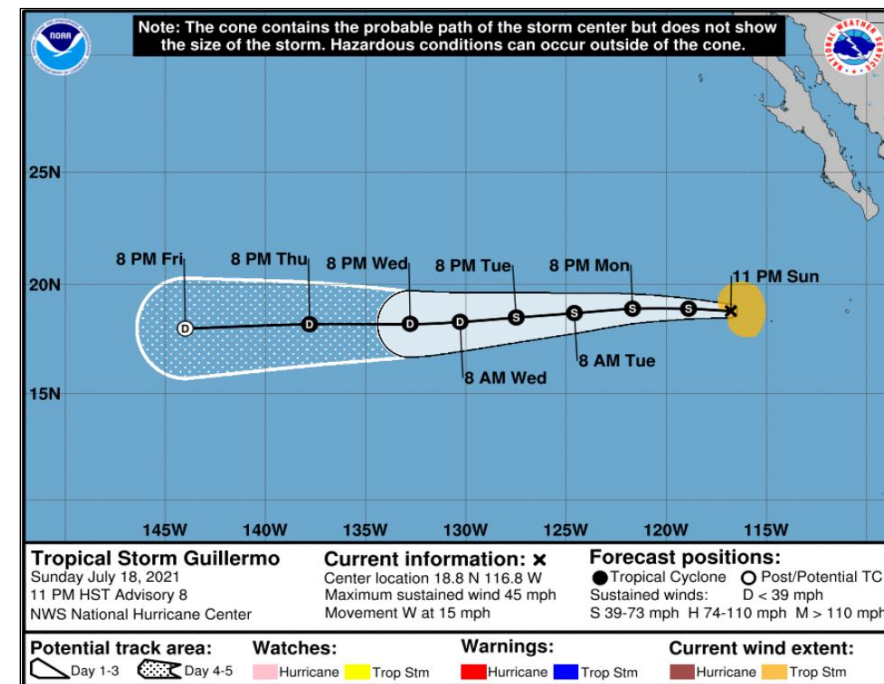 Note: The cone contains the probable path of the storm center but does not show
the size of the storm. Hazardous conditions can occur outside of the cone.
NOAA
NATIONAL WEATHER SERVICE
25N
20N
15N
8 PM Fri
8 PM Thu
8 PM Wed
8 PM Tue
8 PM Mon
11 PM Sun
D
D
D
D
S
S
S
S
8 AM Wed
8 AM Tue
145W
140W
135W
130W
125W
120W
115W
Tropical Storm Guillermo
Sunday July 18, 2021
11 PM HST Advisory 8
NWS National Hurricane Center
Current information: ×
Center location 18.8 N 116.8 W
Maximum sustained wind 45 mph
Movement W at 15 mph
Forecast positions:
Tropical Cyclone
Post/Potential TC
Sustained winds: D < 39 mph
S 39-73 mph H 74-110 mph M > 110 mph
Potential track area:
Day 1-3
Day 4-5
Watches:
Hurricane
Trop Stm
Warnings:
Hurricane
Trop Stm
Current wind extent:
Hurricane
Trop Stm